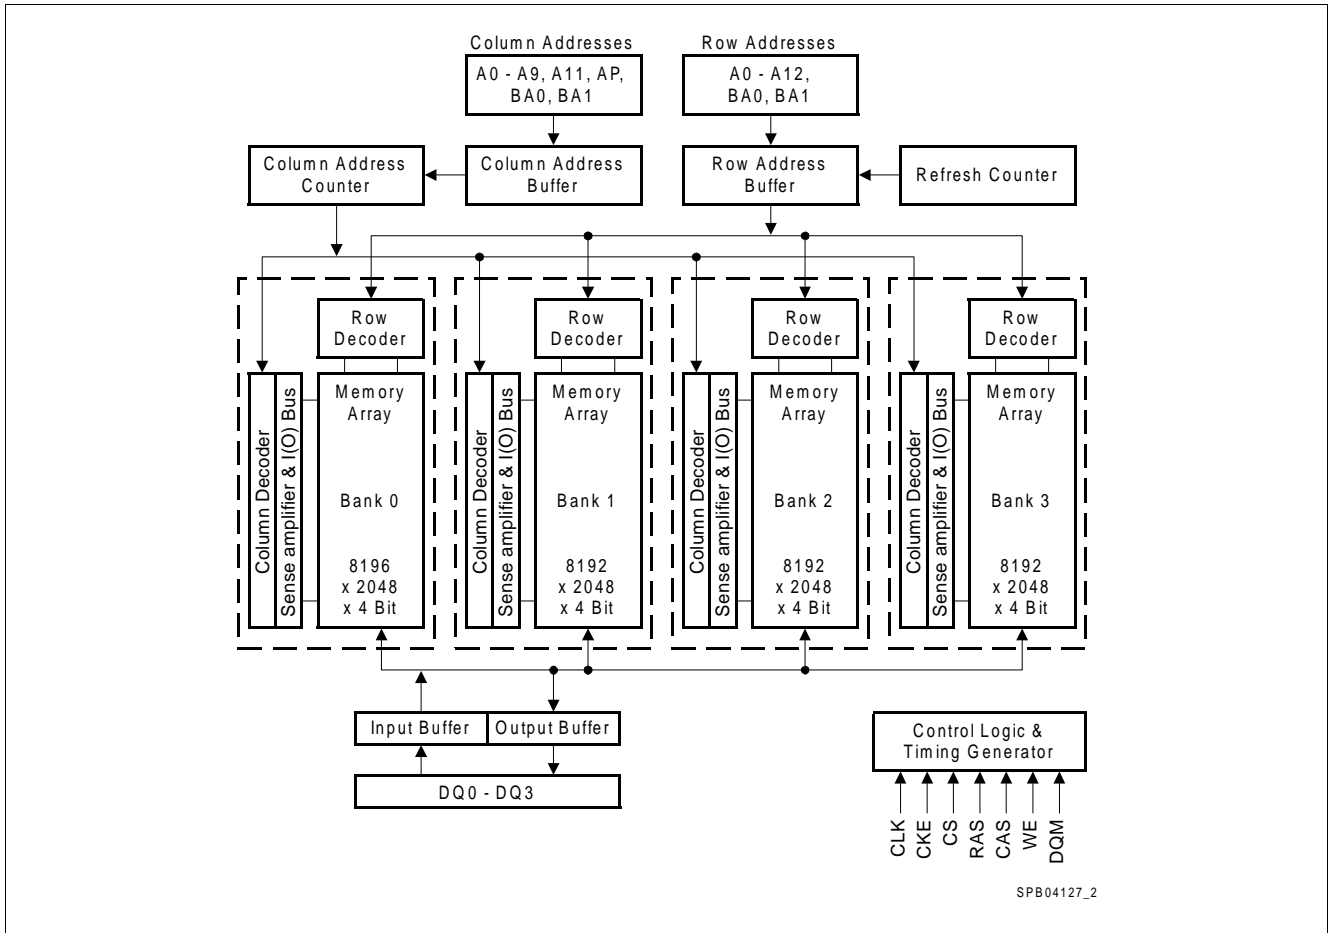 Column Addresses
A0 - A9, A11, AP,
BA0, BA1
Row Addresses
A0 - A12,
BA0, BA1
Column Address
Counter
Column Address
Buffer
Row Address
Buffer
Refresh Counter
Row
Decoder
Row
Decoder
Row
Decoder
Row
Decoder
Column Decoder
Sense amplifier & I(O) Bus
Memory
Array
Bank 0
8196
x 2048
x 4 Bit
Column Decoder
Sense amplifier & I(O) Bus
Memory
Array
Bank 1
8192
x 2048
x 4 Bit
Column Decoder
Sense amplifier & I(O) Bus
Memory
Array
Bank 2
8192
x 2048
x 4 Bit
Column Decoder
Sense amplifier & I(O) Bus
Memory
Array
Bank 3
8192
x 2048
x 4 Bit
Input Buffer
Output Buffer
DQ0 - DQ3
Control Logic &
Timing Generator
CLK
CKE
CS
RAS
CAS
WE
DQM
SPB04127_2